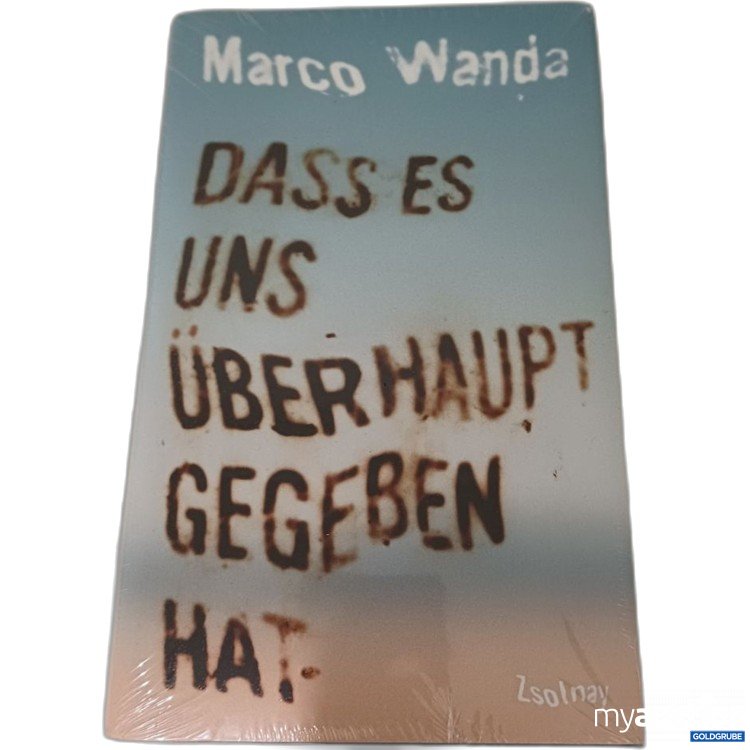 Marco Wanda
DASS ES
UNS
ÜBERHAUPT
GEGEBEN
HAT
Zsolnay
GOLDGRUBE